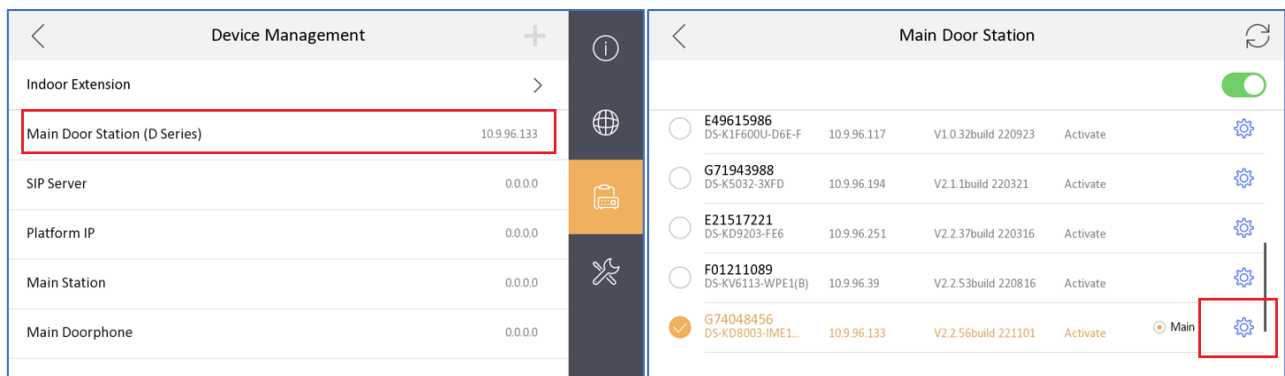 Device Management
Indoor Extension
Main Door Station (D Series) 10.9.96.133
SIP Server 0.0.0.0
Platform IP 0.0.0.0
Main Station 0.0.0.0
Main Doorphone 0.0.0.0
Main Door Station
E49615986
DS-K1F600U-D6E-F 10.9.96.117 V1.0.32build 220923 Activate
G71943988
DS-K5032-3XFD 10.9.96.194 V2.1.1build 220321 Activate
E21517221
DS-KD9203-FE6 10.9.96.251 V2.2.37build 220316 Activate
F01211089
DS-KV6113-WPE1(B) 10.9.96.39 V2.2.53build 220816 Activate
G74048456
DS-KD8003-IME1... 10.9.96.133 V2.2.56build 221101 Activate Main